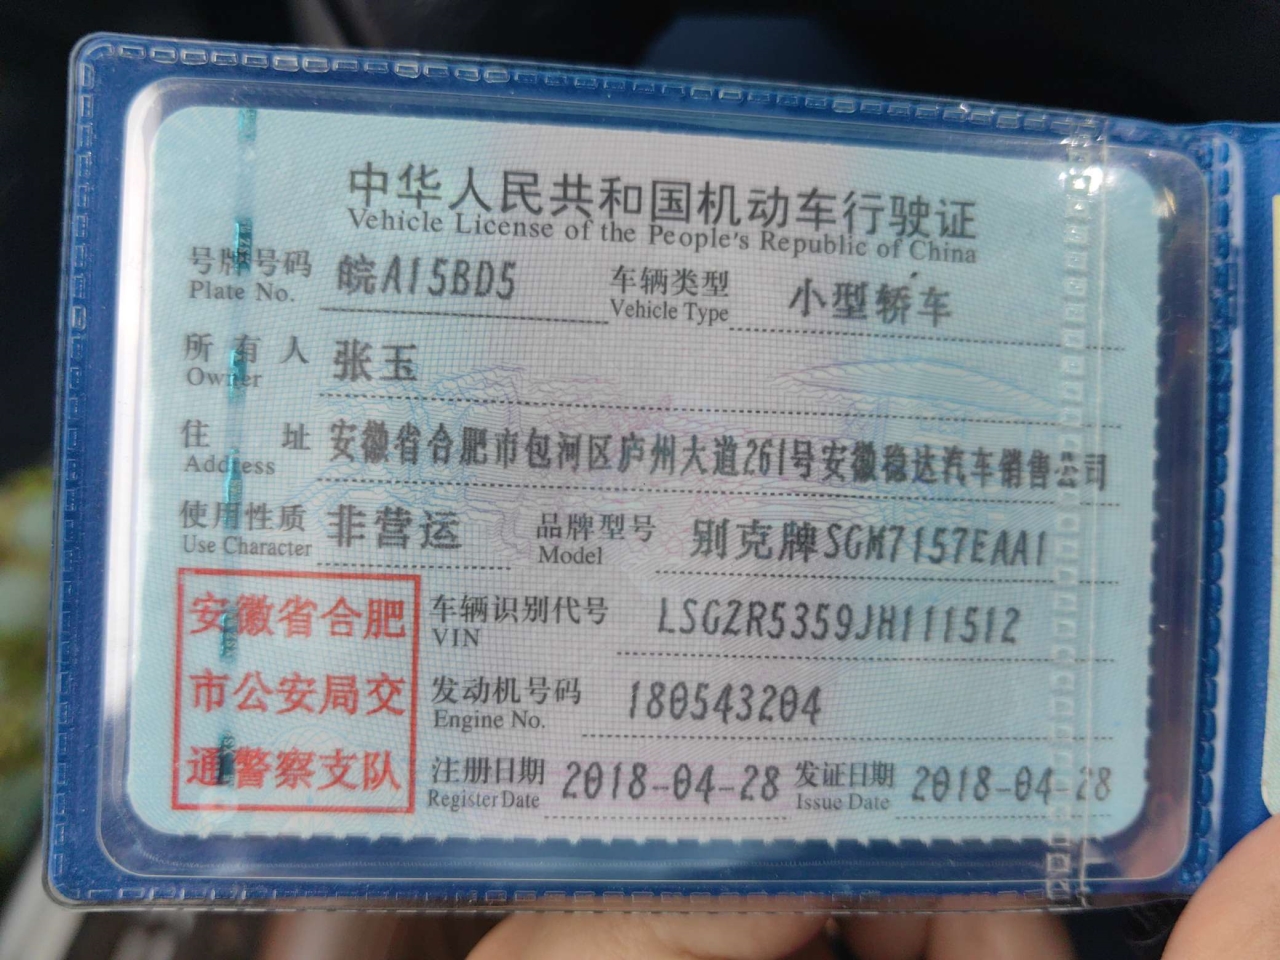 中华人民共和国机动车行驶证
Vehicle License of the People's Republic of China
号牌号码 皖A15BD5 车辆类型 小型轿车
Plate No. Vehicle Type
所有人 张玉
Owner
住址 安徽省合肥市包河区庐州大道261号安徽稳达汽车销售公司
Address
使用性质 非营运 品牌型号 别克牌SGM7157EAA1
Use Character Model
安徽省合肥
市公安局交
通警察支队
车辆识别代号 LSGZR5359JH111512
VIN
发动机号码 180543204
Engine No.
注册日期 2018-04-28 发证日期 2018-04-28
Register Date Issue Date